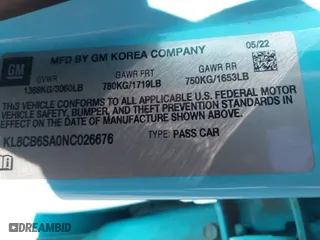 MFD BY GM KOREA COMPANY
GM
05/22
GVWR GAWR FRT GAWR RR
1368KG/3060LB 780KG/1719LB 750KG/1653LB
THIS VEHICLE CONFORMS TO ALL APPLICABLE U.S. FEDERAL
MOTOR VEHICLE SAFETY, BUMPER, AND THEFT PREVENTION
STANDARDS IN EFFECT ON THE DATE OF MANUFACTURE SHOWN ABOVE.
KL8CB6SA0NC026676 TYPE: PASS CAR
DREAMBID